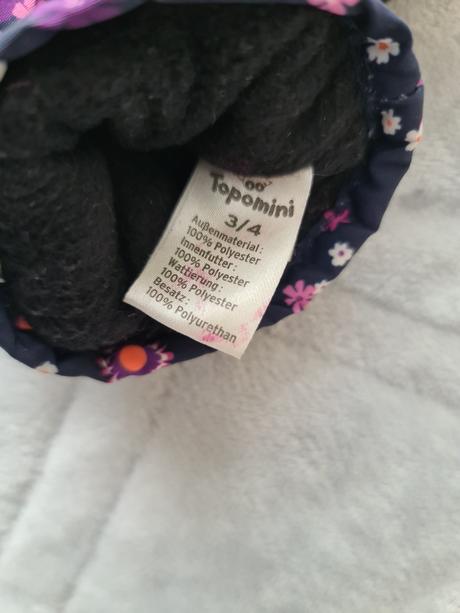 Topomini
3/4
Außenmaterial:
100% Polyester
Innenfutter:
100% Polyester
Wattierung:
100% Polyester
Besatz:
100% Polyurethan